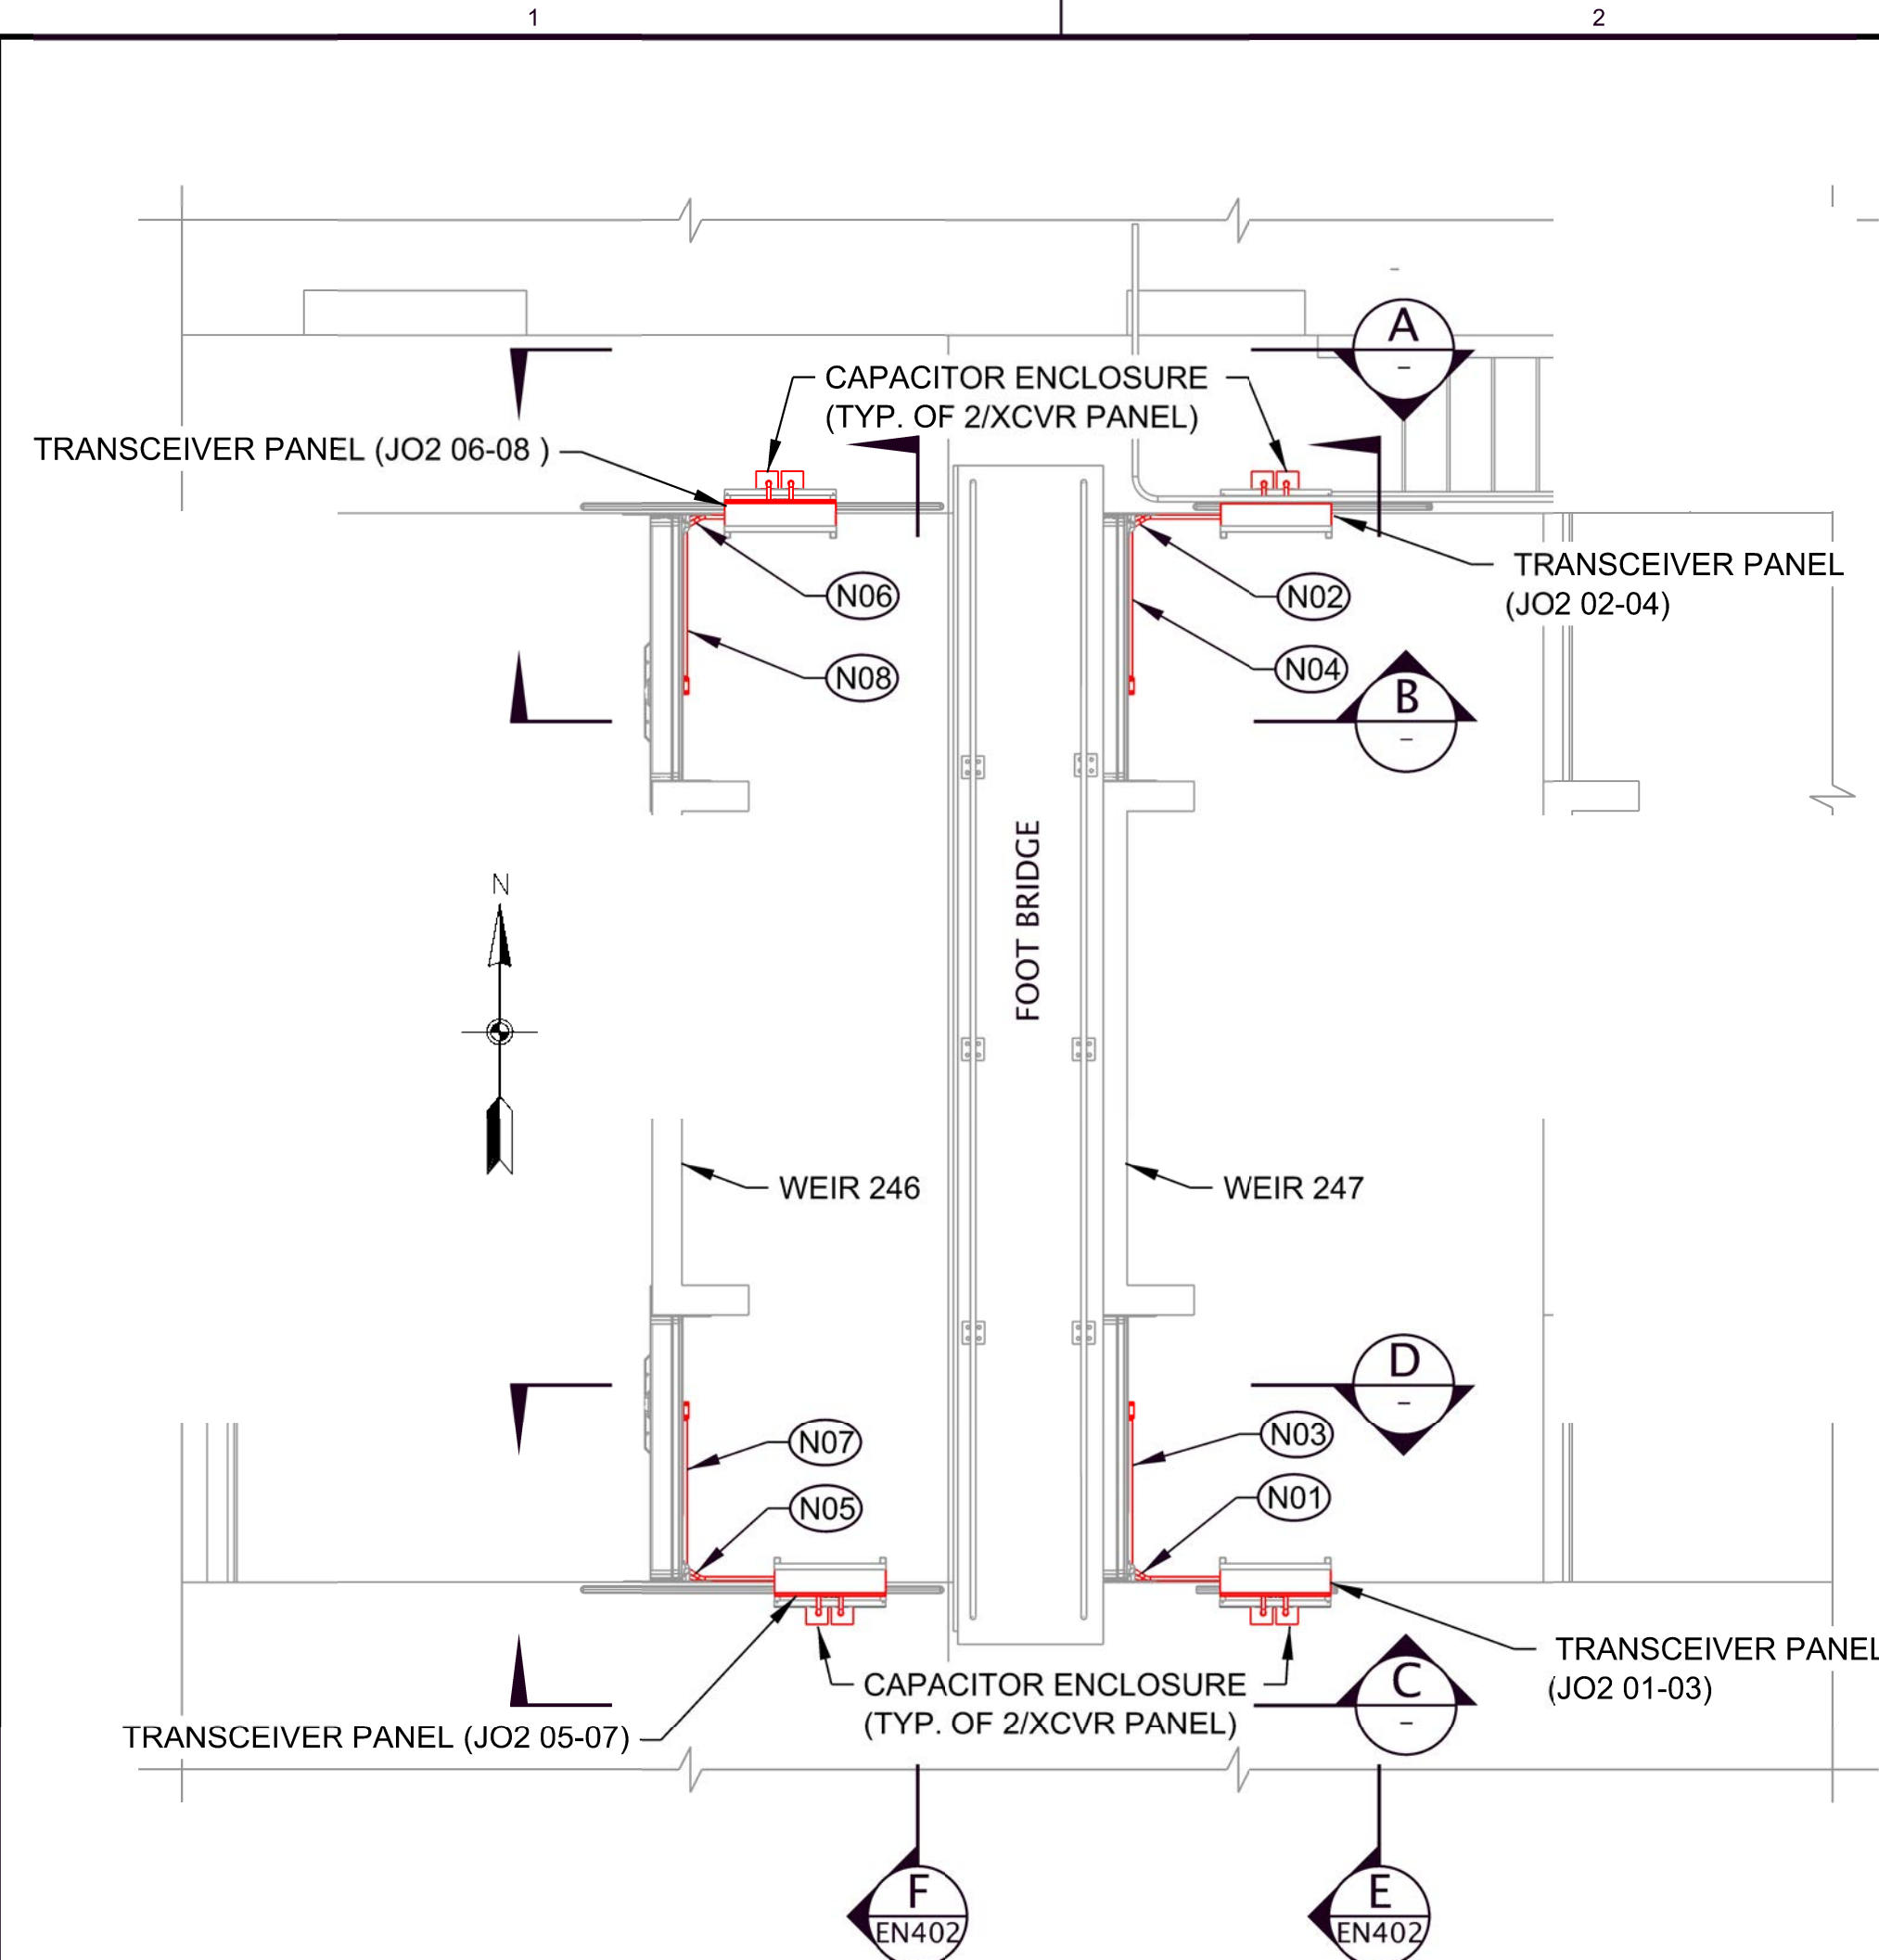 1
2
A
-
CAPACITOR ENCLOSURE
(TYP. OF 2/XCVR PANEL)
TRANSCEIVER PANEL (JO2 06-08 )
TRANSCEIVER PANEL
(JO2 02-04)
N06
N02
N08
N04
B
-
FOOT BRIDGE
N
WEIR 246
WEIR 247
D
-
N07
N03
N05
N01
TRANSCEIVER PANEL
(JO2 01-03)
CAPACITOR ENCLOSURE
(TYP. OF 2/XCVR PANEL)
C
-
TRANSCEIVER PANEL (JO2 05-07)
F
EN402
E
EN402